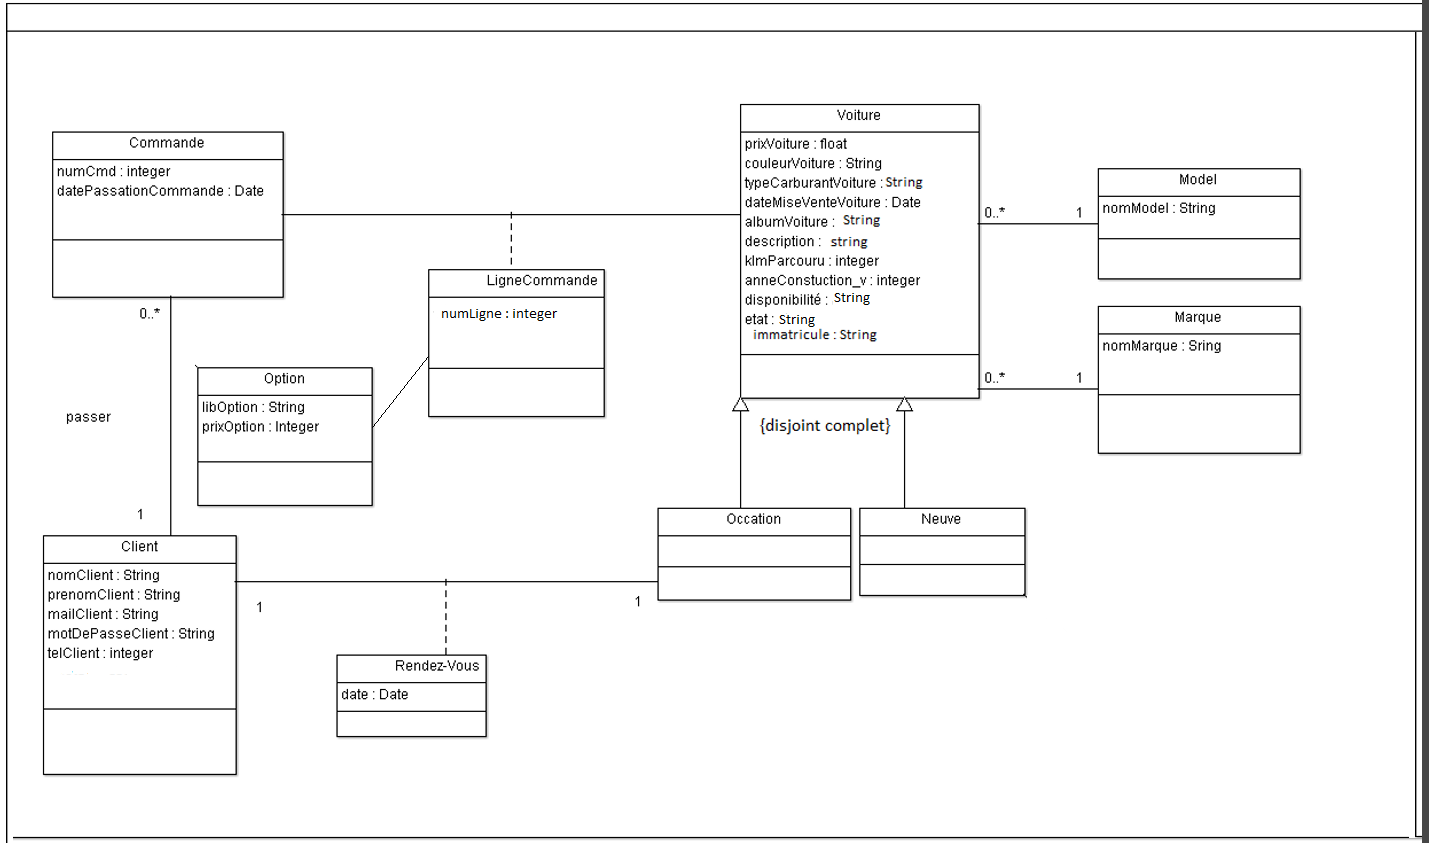 Commande
numCmd : integer
datePassationCommande : Date
Voiture
prixVoiture : float
couleurVoiture : String
typeCarburantVoiture : String
dateMiseVenteVoiture : Date
albumVoiture : String
description : string
klmParcouru : integer
anneConstuction_v : integer
disponibilité : String
etat : String
immatricule : String
Model
nomModel : String
0..*
1
Marque
nomMarque : Sring
0..*
1
LigneCommande
numLigne : integer
Option
libOption : String
prixOption : Integer
0..*
passer
1
{disjoint complet}
Occation
Neuve
Client
nomClient : String
prenomClient : String
mailClient : String
motDePasseClient : String
telClient : integer
1
1
Rendez-Vous
date : Date